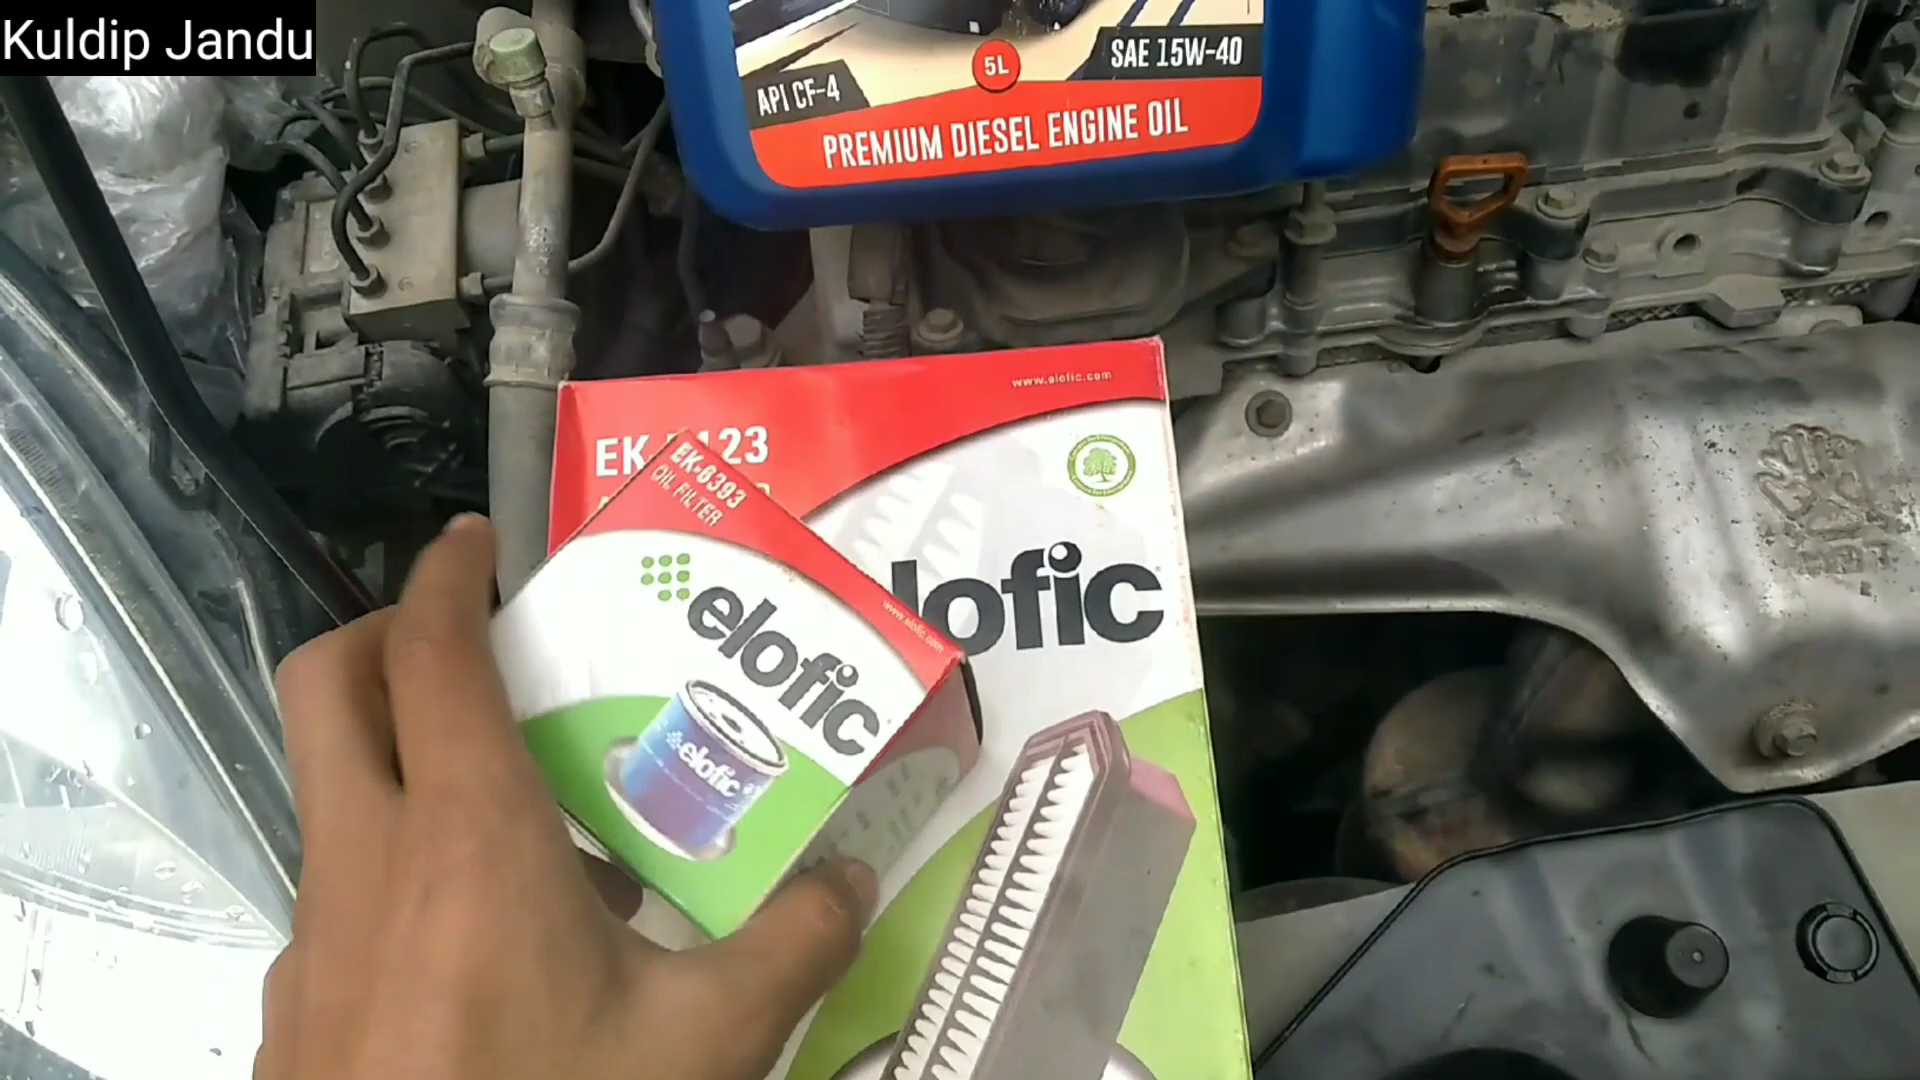 Kuldip Jandu
API CF-4
5L
SAE 15W-40
PREMIUM DIESEL ENGINE OIL
www.elofic.com
EK- 123
EK-6393
OIL FILTER
elofic
www.elofic.com
elofic
lofic